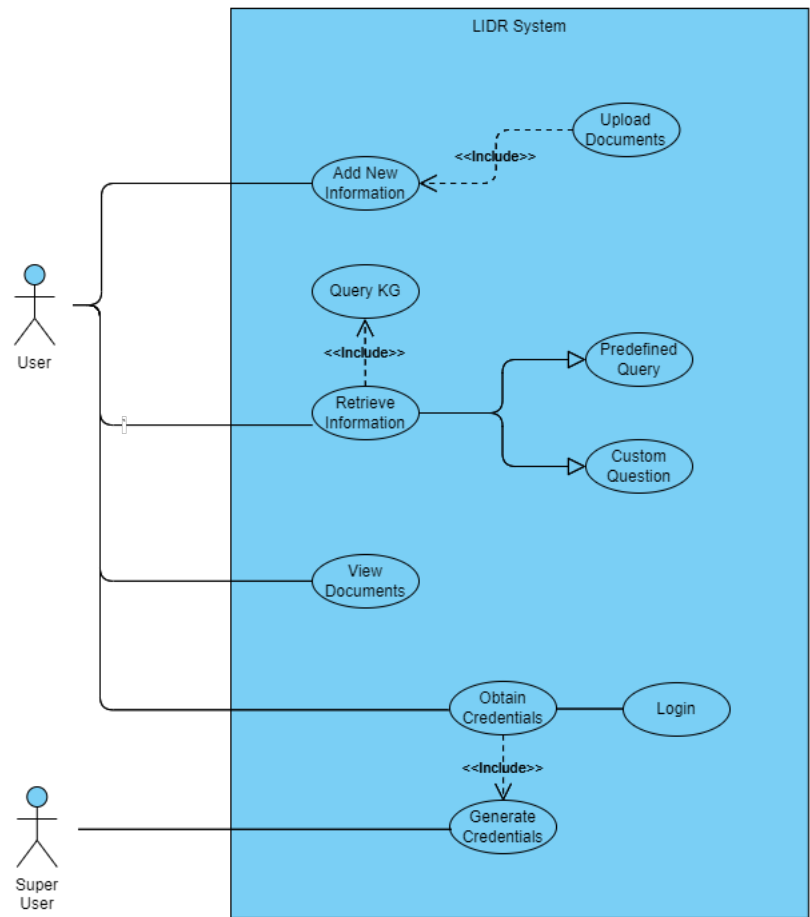 LIDR System
Upload
Documents
<<Include>>
Add New
Information
Query KG
<<Include>>
Predefined
Query
User
Retrieve
Information
Custom
Question
View
Documents
Obtain
Credentials
Login
<<Include>>
Generate
Credentials
Super
User